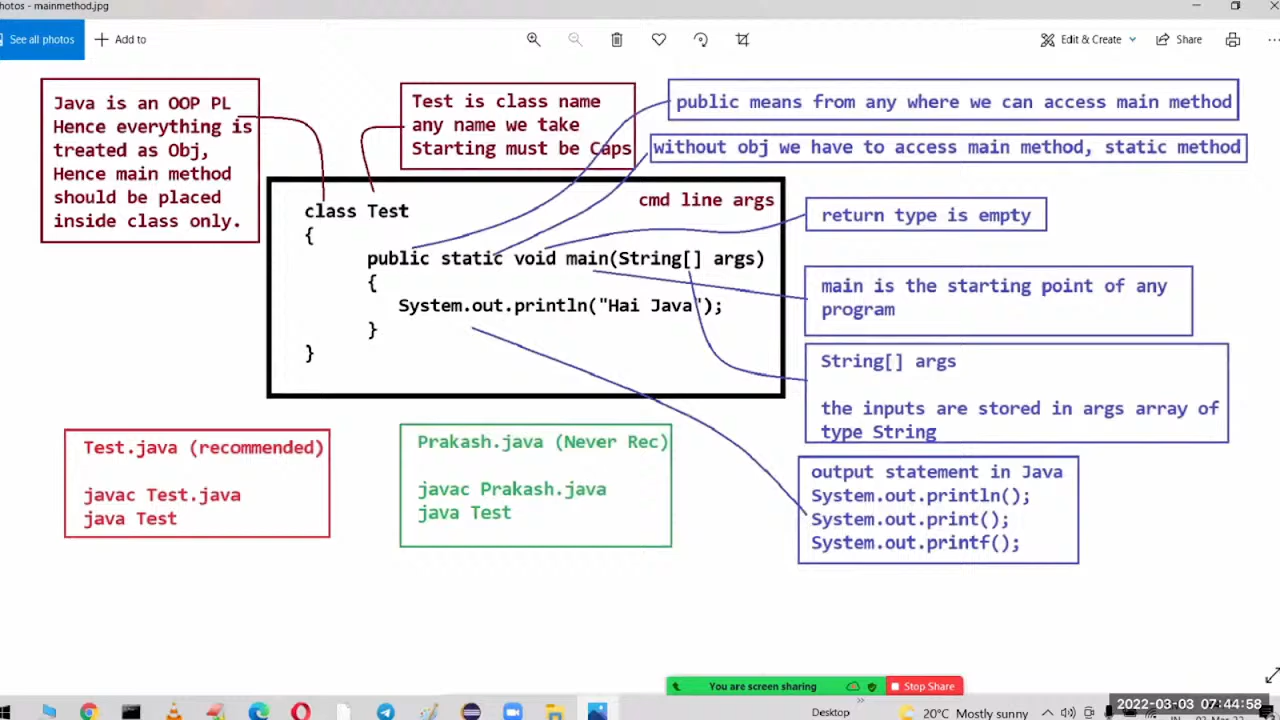 hotos - mainmethod.jpg
See all photos
Add to
Edit & Create
Share
Java is an OOP PL
Hence everything is
treated as Obj,
Hence main method
should be placed
inside class only.
Test is class name
any name we take
Starting must be Caps
public means from any where we can access main method
without obj we have to access main method, static method
cmd line args
return type is empty
class Test
{
public static void main(String[] args)
{
System.out.println("Hai Java");
}
}
main is the starting point of any
program
String[] args
the inputs are stored in args array of
type String
Test.java (recommended)
javac Test.java
java Test
Prakash.java (Never Rec)
javac Prakash.java
java Test
output statement in Java
System.out.println();
System.out.print();
System.out.printf();
You are screen sharing
Stop Share
Desktop
20°C Mostly sunny
2022-03-03 07:44:58